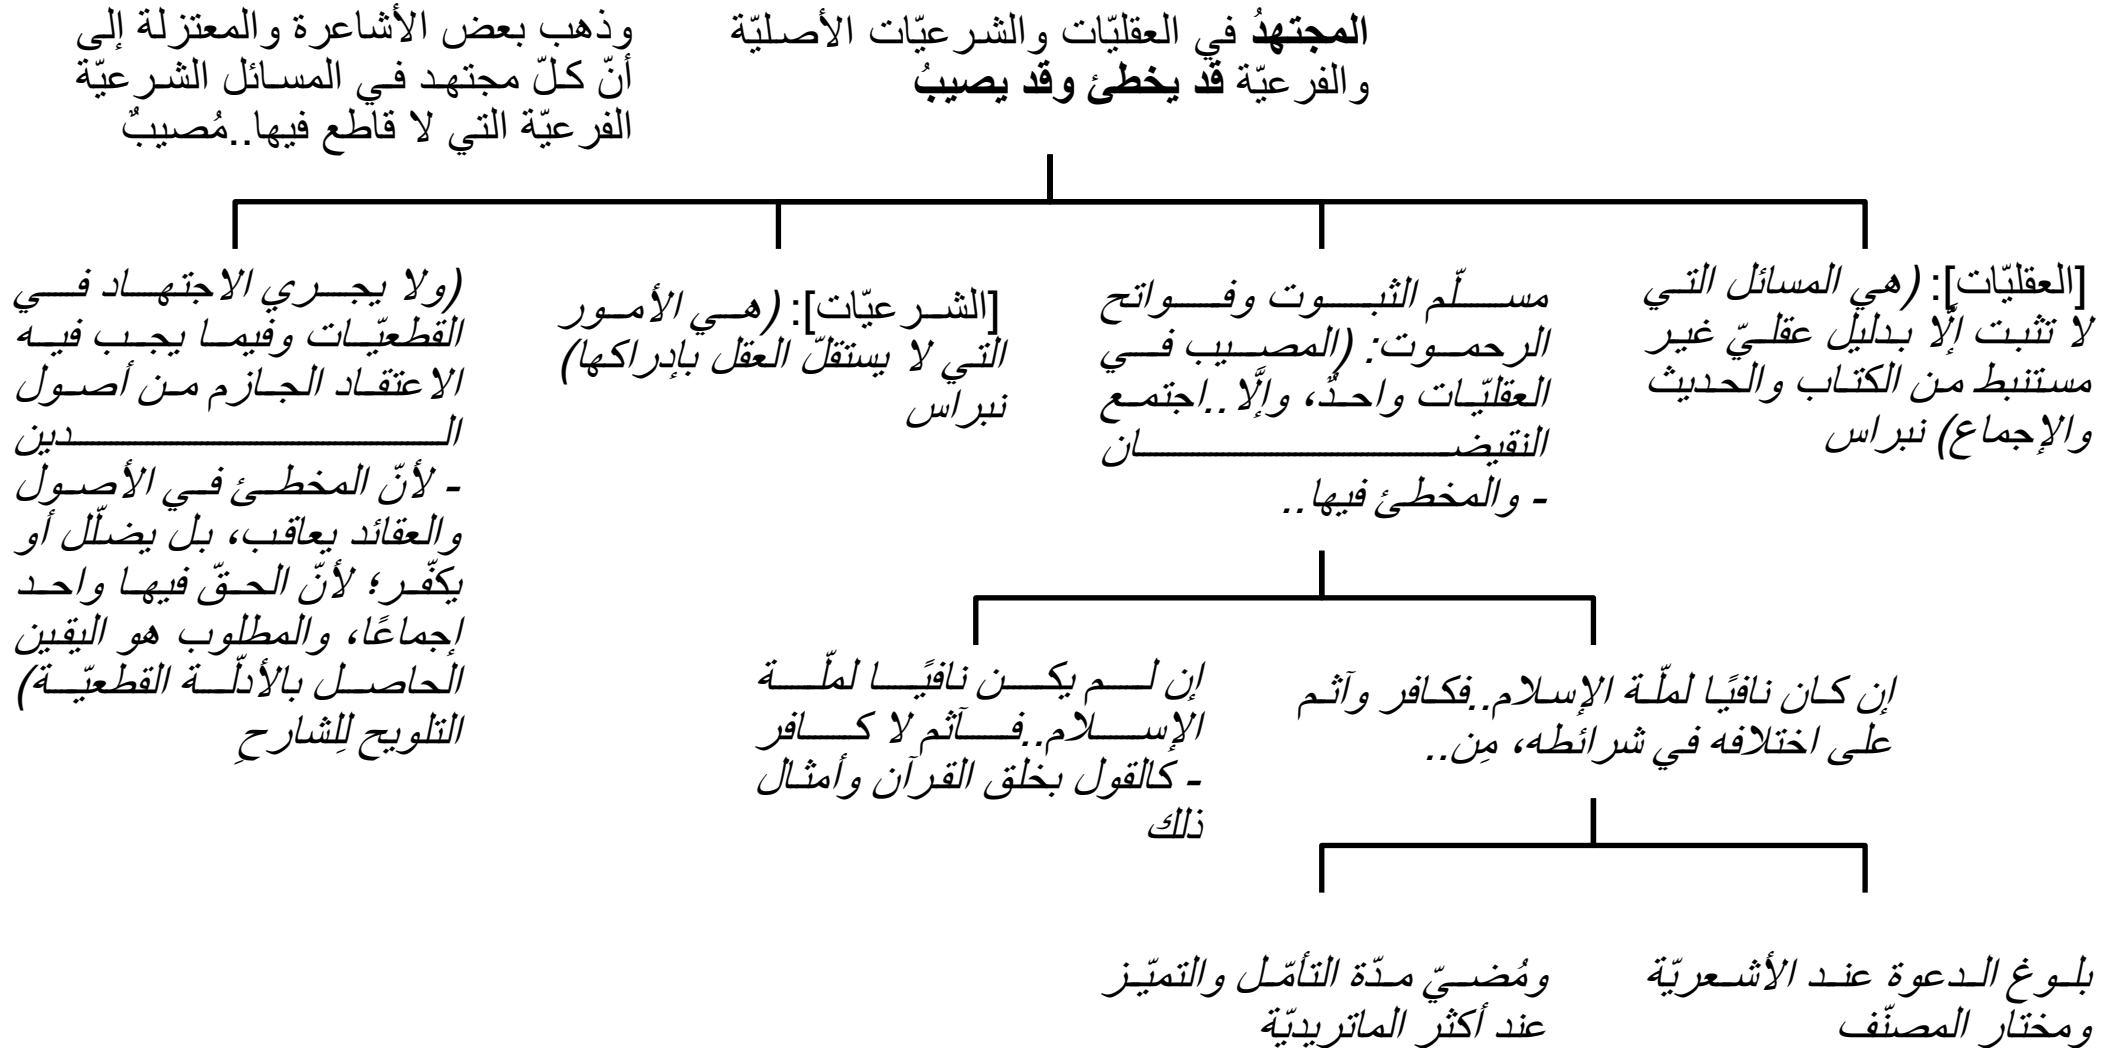 المجتهدُ في العقليّات والشرعيّات الأصليّة
والفرعيّة قد يخطئ وقد يصيبُ
وذهب بعض الأشاعرة والمعتزلة إلى
أنّ كلّ مجتهد في المسائل الشرعيّة
الفرعيّة التي لا قاطع فيها..مُصيبٌ
[العقليّات]: (هي المسائل التي
لا تثبت إلّا بدليل عقليّ غير
مستنبط من الكتاب والحديث
والإجماع) نبراس
مسلّم الثبوت وفواتح
الرحموت: (المصيب في
العقليّات واحدٌ، وإلَّا..اجتمع
النقيضان
- والمخطئ فيها..
[الشرعيّات]: (هي الأمور
التي لا يستقلّ العقل بإدراكها)
نبراس
(ولا يجري الاجتهاد في
القطعيّات وفيما يجب فيه
الاعتقاد الجازم من أصول
الدين
- لأنّ المخطئ في الأصول
والعقائد يعاقب، بل يضلّل أو
يكفّر؛ لأنّ الحقّ فيها واحد
إجماعًا، والمطلوب هو اليقين
الحاصل بالأدلّة القطعيّة)
التلويح لِلشارحِ
إن كان نافيًا لملّة الإسلام..فكافر وآثم
على اختلافه في شرائطه، مِن..
إن لم يكن نافيًا لملّة
الإسلام..فآثم لا كافر
- كالقول بخلق القرآن وأمثال
ذلك
بلوغ الدعوة عند الأشعريّة
ومختار المصنّف
ومُضيّ مدّة التأمّل والتميّز
عند أكثر الماتريديّة